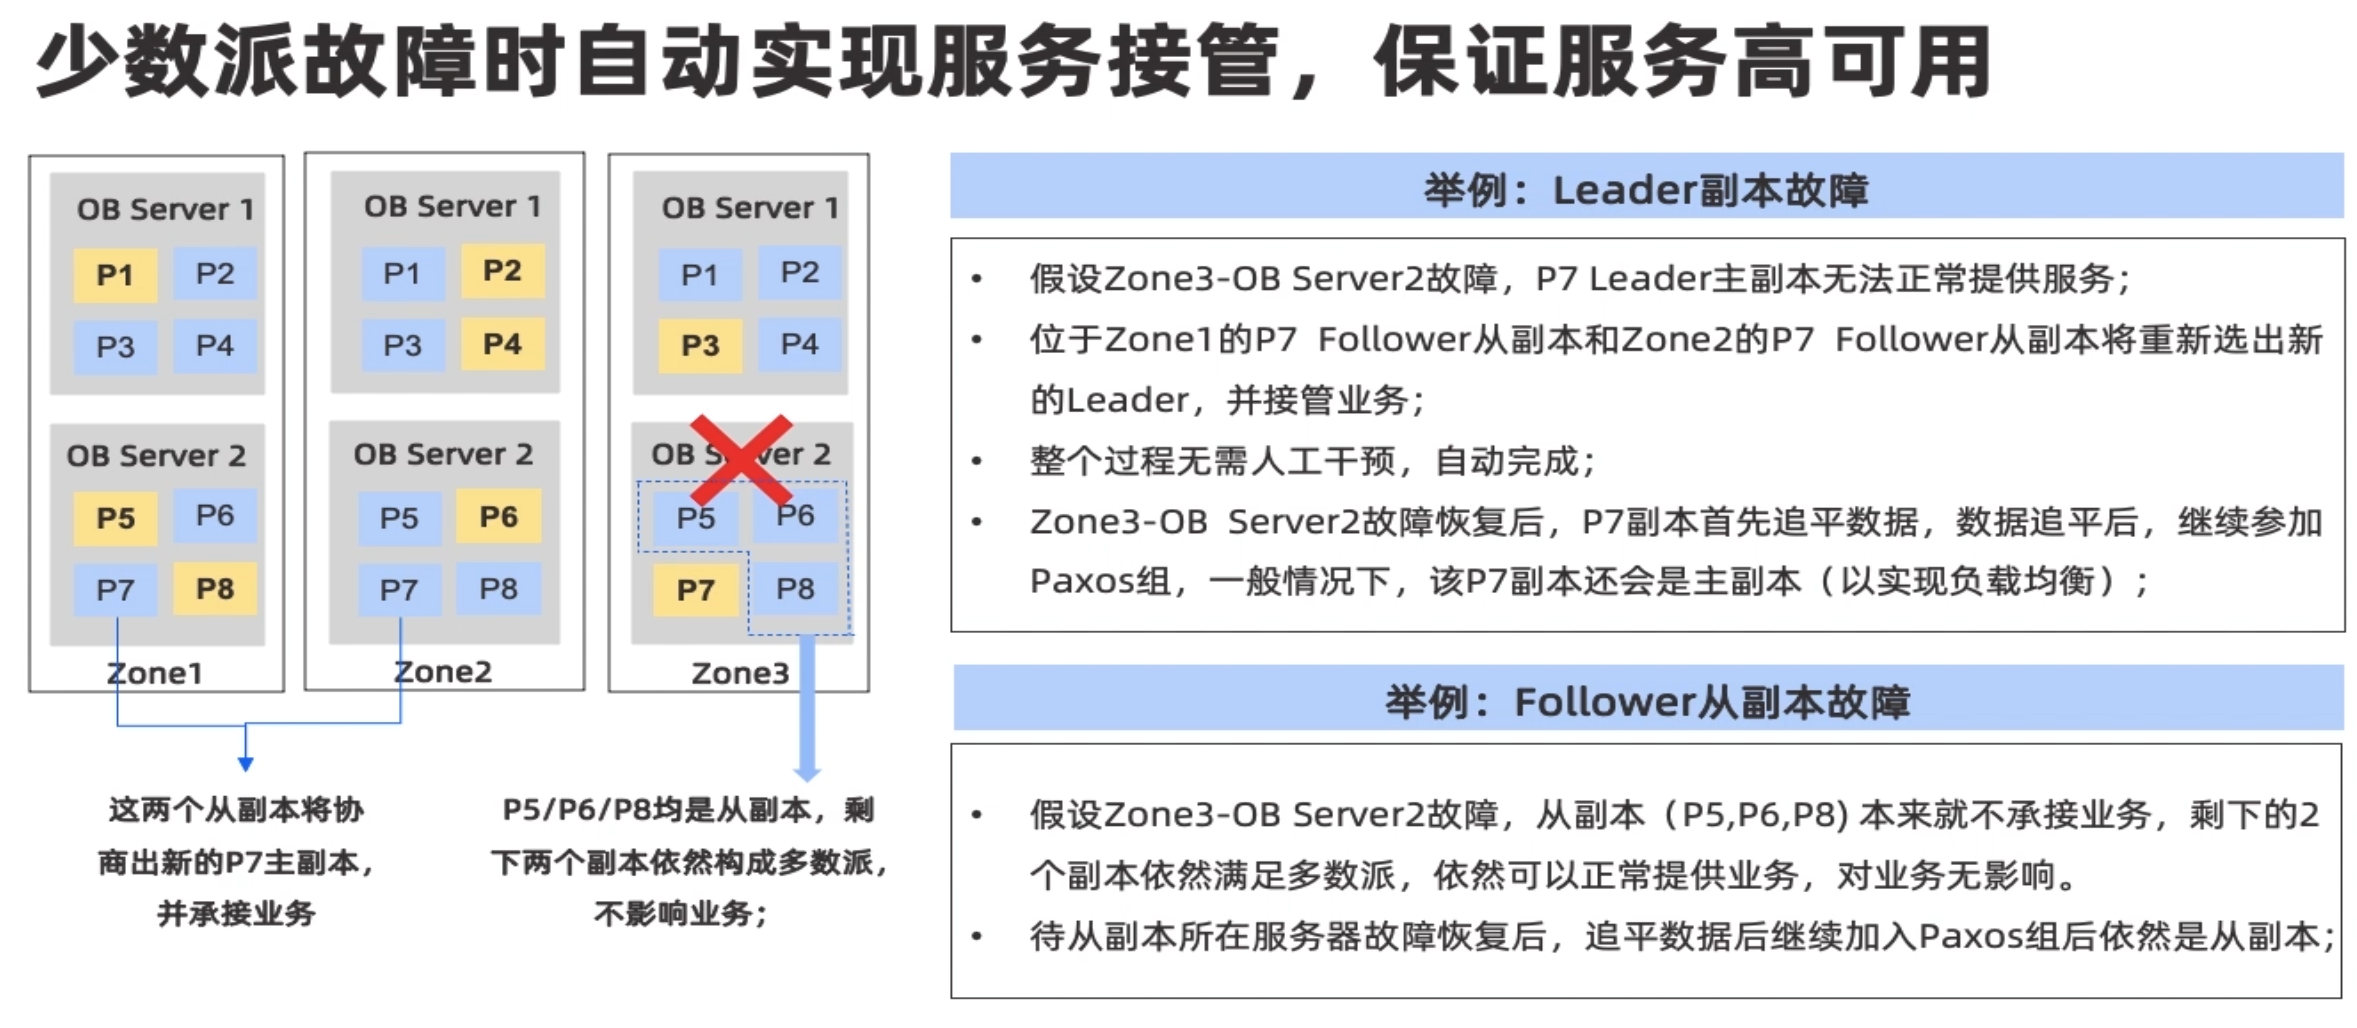 少数派故障时自动实现服务接管，保证服务高可用
OB Server 1
P1 P2
P3 P4
OB Server 2
P5 P6
P7 P8
Zone1
OB Server 1
P1 P2
P3 P4
OB Server 2
P5 P6
P7 P8
Zone2
OB Server 1
P1 P2
P3 P4
OB Server 2
P5 P6
P7 P8
Zone3
这两个从副本将协
商出新的P7主副本，
并承接业务
P5/P6/P8均是从副本，剩
下两个副本依然构成多数派，
不影响业务；
举例：Leader副本故障
• 假设Zone3-OB Server2故障，P7 Leader主副本无法正常提供服务；
• 位于Zone1的P7 Follower从副本和Zone2的P7 Follower从副本将重新选出新
的Leader，并接管业务；
• 整个过程无需人工干预，自动完成；
• Zone3-OB Server2故障恢复后，P7副本首先追平数据，数据追平后，继续参加
Paxos组，一般情况下，该P7副本还会是主副本（以实现负载均衡）；
举例：Follower从副本故障
• 假设Zone3-OB Server2故障，从副本（P5,P6,P8) 本来就不承接业务，剩下的2
个副本依然满足多数派，依然可以正常提供业务，对业务无影响。
• 待从副本所在服务器故障恢复后，追平数据后继续加入Paxos组后依然是从副本；